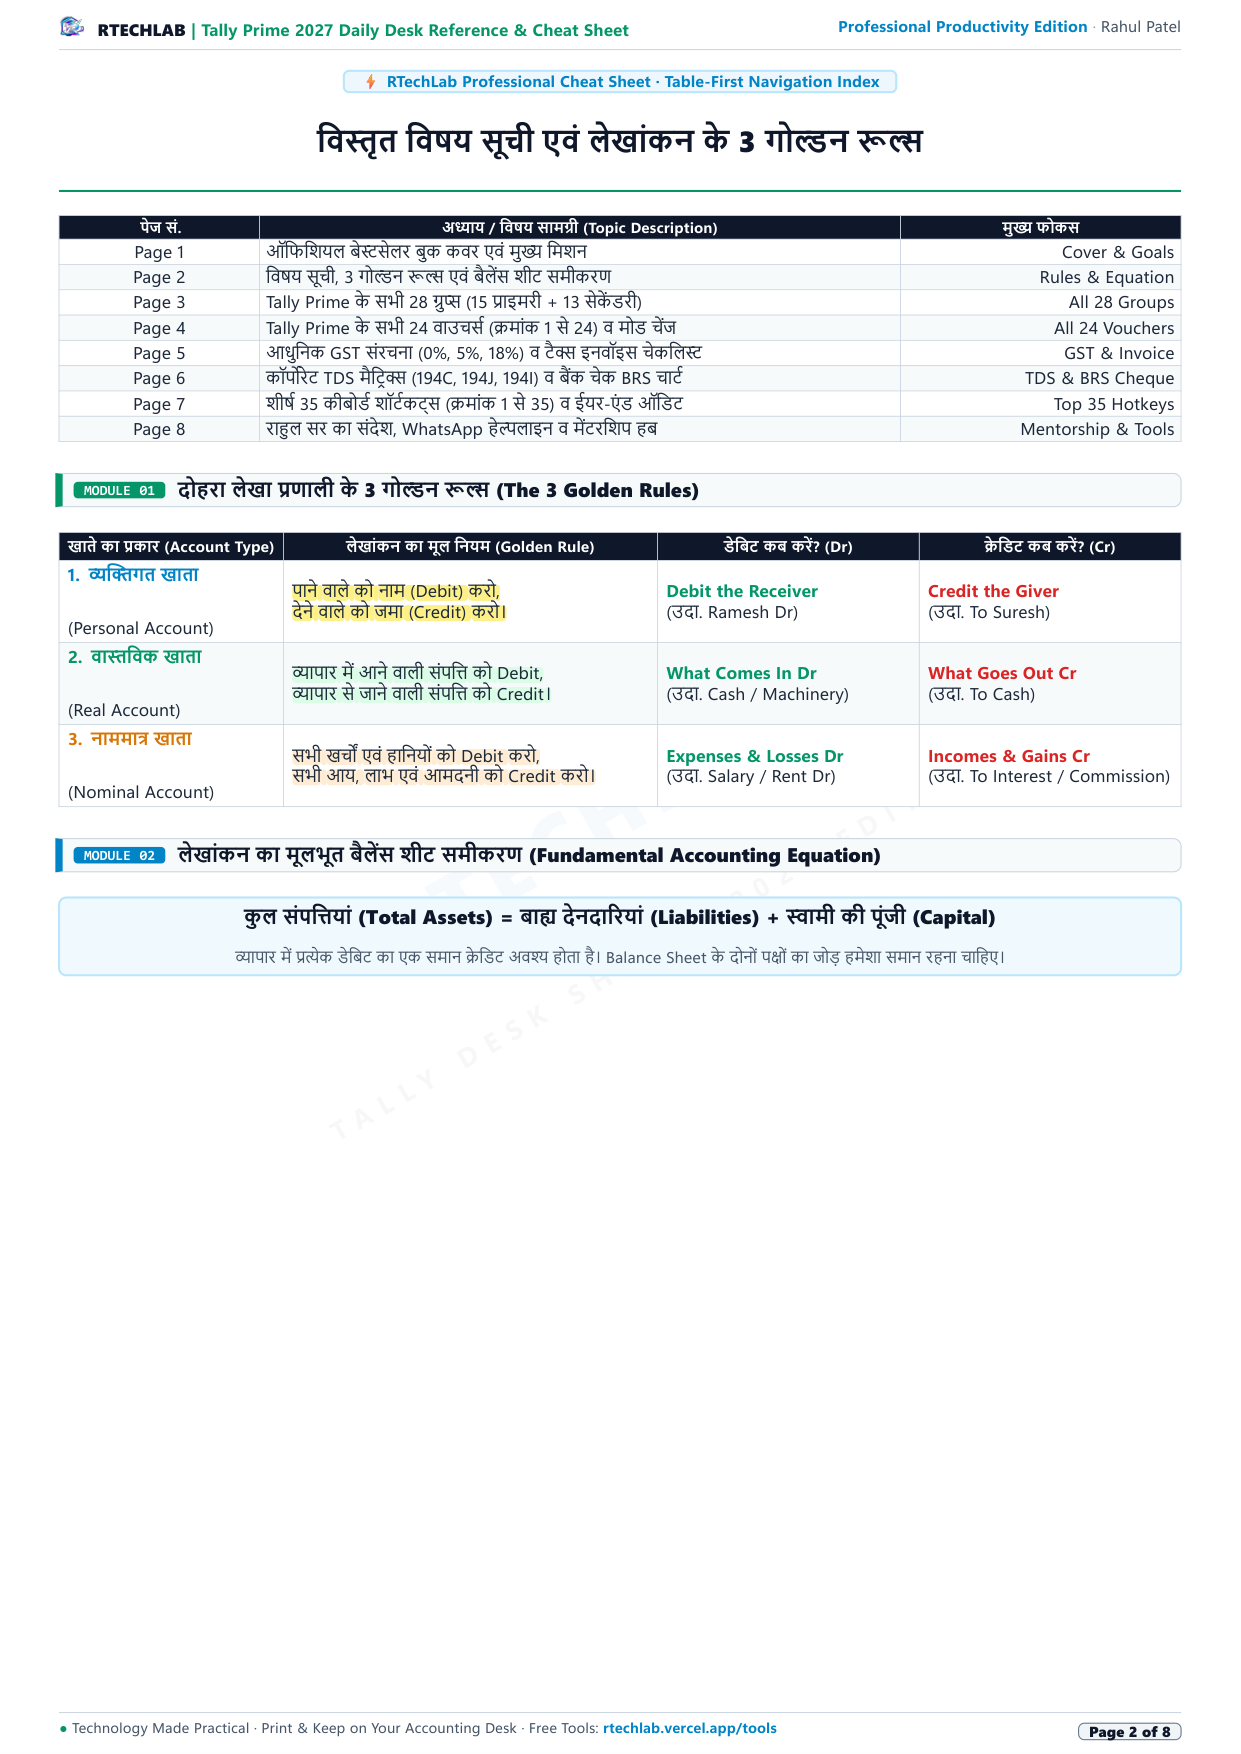 RTECHLAB | Tally Prime 2027 Daily Desk Reference & Cheat Sheet
Professional Productivity Edition · Rahul Patel
⚡ RTechLab Professional Cheat Sheet · Table-First Navigation Index
विस्तृत विषय सूची एवं लेखांकन के 3 गोल्डन रूल्स
पेज सं. अध्याय / विषय सामग्री (Topic Description) मुख्य फोकस
Page 1 ऑफिशियल बेस्टसेलर बुक कवर एवं मुख्य मिशन Cover & Goals
Page 2 विषय सूची, 3 गोल्डन रूल्स एवं बैलेंस शीट समीकरण Rules & Equation
Page 3 Tally Prime के सभी 28 ग्रुप्स (15 प्राइमरी + 13 सेकेंडरी) All 28 Groups
Page 4 Tally Prime के सभी 24 वाउचर्स (क्रमांक 1 से 24) व मोड चेंज All 24 Vouchers
Page 5 आधुनिक GST संरचना (0%, 5%, 18%) व टैक्स इनवॉइस चेकलिस्ट GST & Invoice
Page 6 कॉर्पोरेट TDS मैट्रिक्स (194C, 194J, 194I) व बैंक चेक BRS चार्ट TDS & BRS Cheque
Page 7 शीर्ष 35 कीबोर्ड शॉर्टकट्स (क्रमांक 1 से 35) व ईयर-एंड ऑडिट Top 35 Hotkeys
Page 8 राहुल सर का संदेश, WhatsApp हेल्पलाइन व मेंटरशिप हब Mentorship & Tools
MODULE 01 दोहरा लेखा प्रणाली के 3 गोल्डन रूल्स (The 3 Golden Rules)
खाते का प्रकार (Account Type) लेखांकन का मूल नियम (Golden Rule) डेबिट कब करें? (Dr) क्रेडिट कब करें? (Cr)
1. व्यक्तिगत खाता
(Personal Account)
पाने वाले को नाम (Debit) करो,
देने वाले को जमा (Credit) करो।
Debit the Receiver
(उदा. Ramesh Dr)
Credit the Giver
(उदा. To Suresh)
2. वास्तविक खाता
(Real Account)
व्यापार में आने वाली संपत्ति को Debit,
व्यापार से जाने वाली संपत्ति को Credit।
What Comes In Dr
(उदा. Cash / Machinery)
What Goes Out Cr
(उदा. To Cash)
3. नाममात्र खाता
(Nominal Account)
सभी खर्चों एवं हानियों को Debit करो,
सभी आय, लाभ एवं आमदनी को Credit करो।
Expenses & Losses Dr
(उदा. Salary / Rent Dr)
Incomes & Gains Cr
(उदा. To Interest / Commission)
MODULE 02 लेखांकन का मूलभूत बैलेंस शीट समीकरण (Fundamental Accounting Equation)
कुल संपत्तियां (Total Assets) = बाह्य देनदारियां (Liabilities) + स्वामी की पूंजी (Capital)
व्यापार में प्रत्येक डेबिट का एक समान क्रेडिट अवश्य होता है। Balance Sheet के दोनों पक्षों का जोड़ हमेशा समान रहना चाहिए।
TALLY DESK
● Technology Made Practical · Print & Keep on Your Accounting Desk · Free Tools: rtechlab.vercel.app/tools
Page 2 of 8